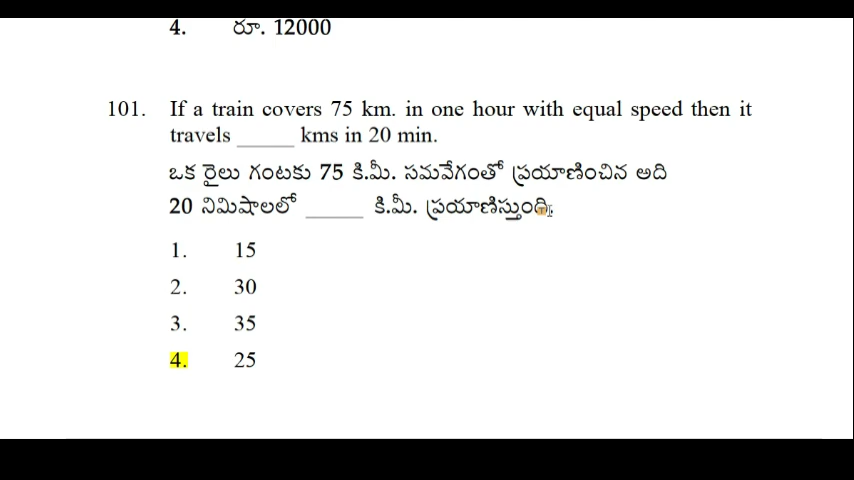 4. రూ. 12000
101. If a train covers 75 km. in one hour with equal speed then it
travels _____ kms in 20 min.
ఒక రైలు గంటకు 75 కి.మీ. సమవేగంతో ప్రయాణించిన అది
20 నిమిషాలలో _____ కి.మీ. ప్రయాణిస్తుంది.
1. 15
2. 30
3. 35
4. 25